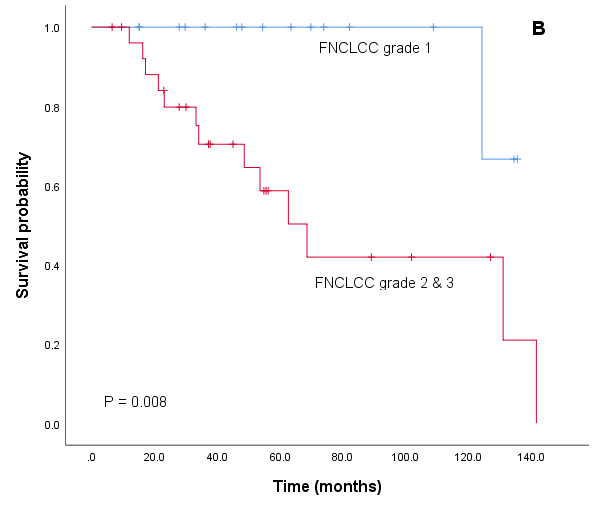 B
1.0
FNCLCC grade 1
0.8
0.6
Survival probability
0.4
FNCLCC grade 2 & 3
0.2
P = 0.008
0.0
.0 20.0 40.0 60.0 80.0 100.0 120.0 140.0
Time (months)